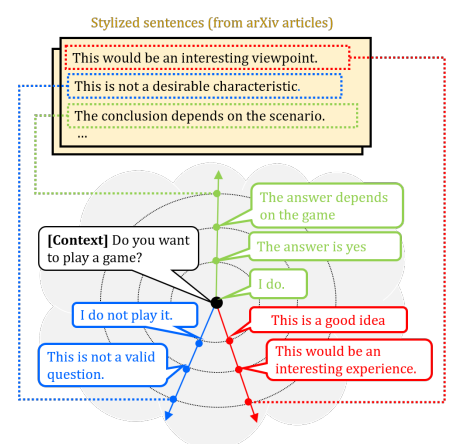 Stylized sentences (from arXiv articles)
This would be an interesting viewpoint.
This is not a desirable characteristic.
The conclusion depends on the scenario.
...
The answer depends
on the game
[Context] Do you want
to play a game?
The answer is yes
I do.
I do not play it.
This is a good idea
This is not a valid
question.
This would be an
interesting experience.